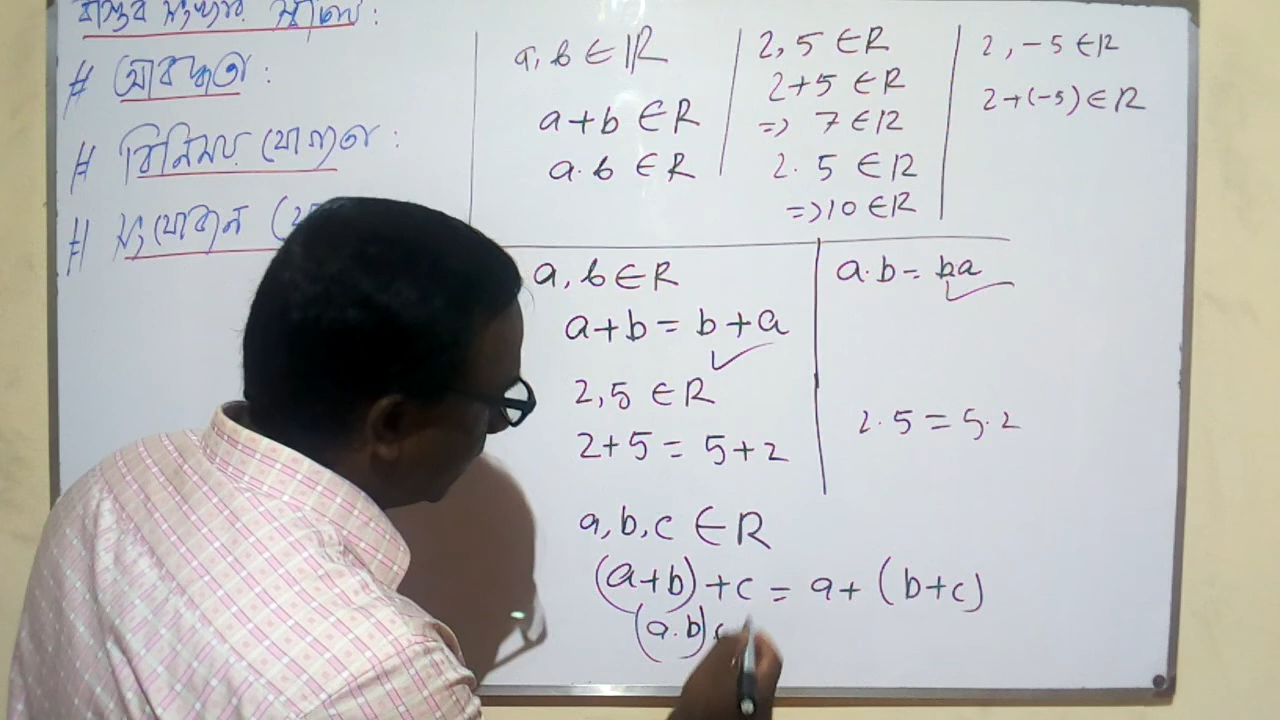 বাস্তব সংখ্যার স্বীকার্য :
# আবদ্ধতা :
# বিনিময় যোগ্যতা :
# সংযোজন
a, b ∈ R
a+b ∈ R
a.b ∈ R
2, 5 ∈ R
2+5 ∈ R
=> 7 ∈ R
2. 5 ∈ R
=> 10 ∈ R
2, -5 ∈ R
2+(-5) ∈ R
a, b ∈ R
a+b = b+a
2,5 ∈ R
2+5 = 5+2
a.b = ba
2.5 = 5.2
a,b,c ∈ R
(a+b)+c = a+(b+c)
(a.b)